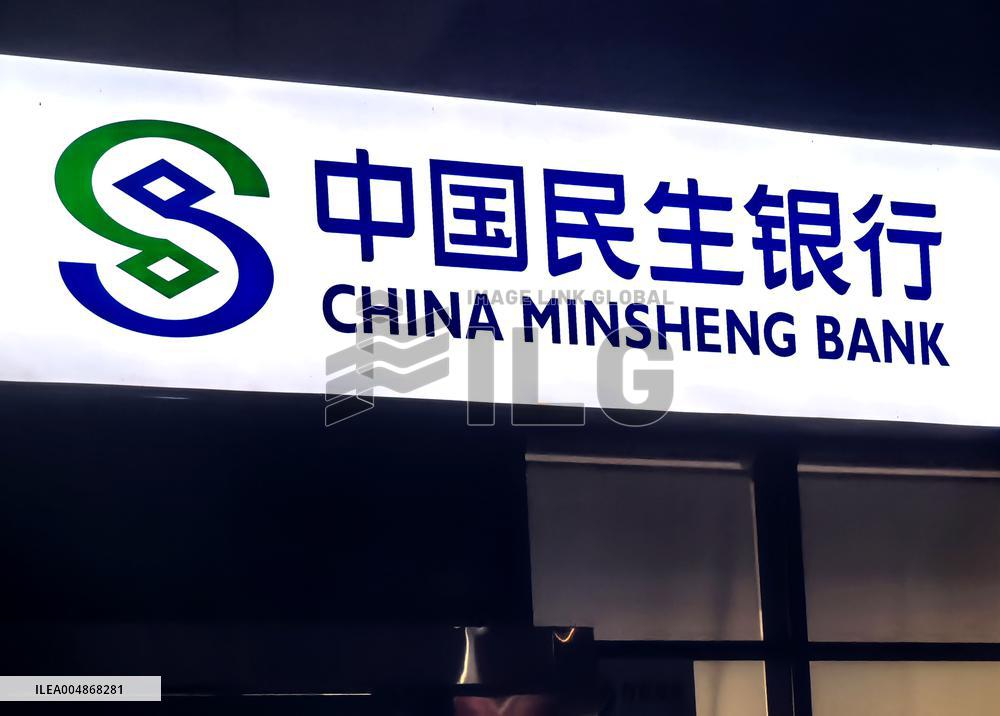 中国民生银行
CHINA MINSHENG BANK
IMAGE LINK GLOBAL
ILG
ILEA004868281